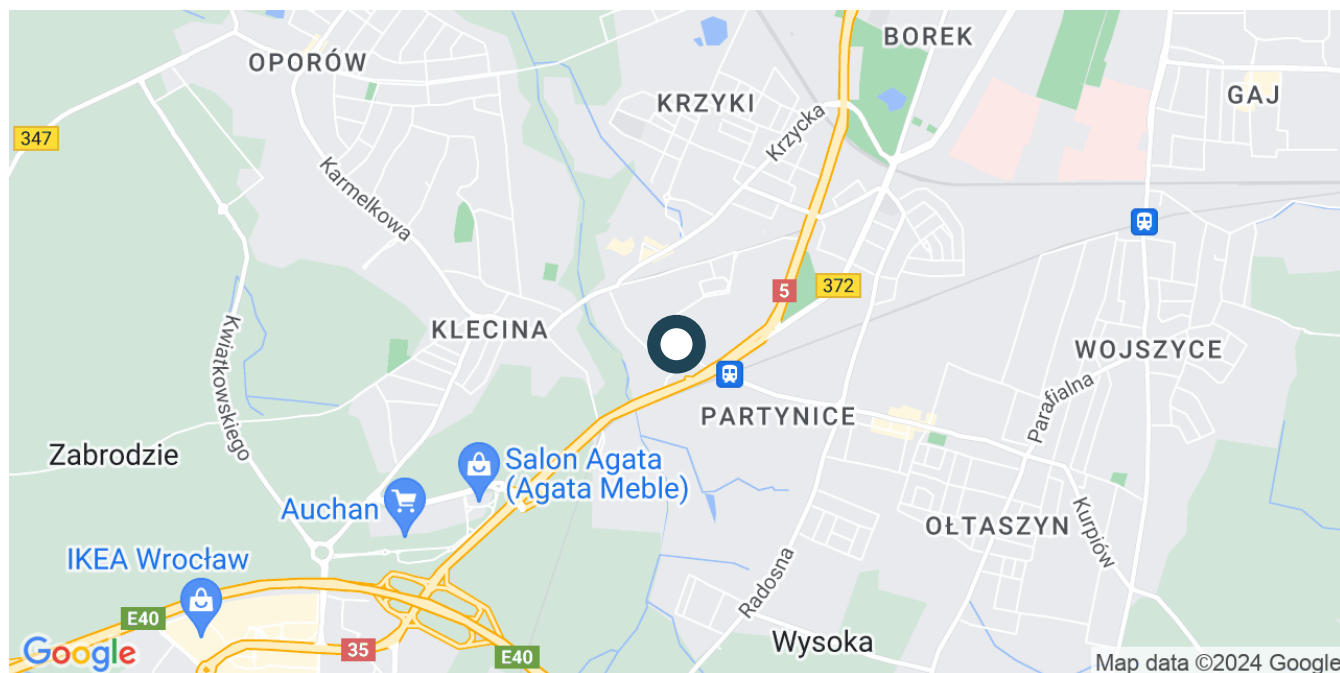 OPORÓW
BOREK
KRZYKI
GAJ
347
Krzycka
Karmelkowa
5
372
KLECINA
Kwiatkowskiego
WOJSZYCE
Parafialna
PARTYNICE
Zabrodzie
Salon Agata
(Agata Meble)
Auchan
OŁTASZYN
Kurpiów
IKEA Wrocław
Radosna
E40
35
E40
Wysoka
Google
Map data ©2024 Google